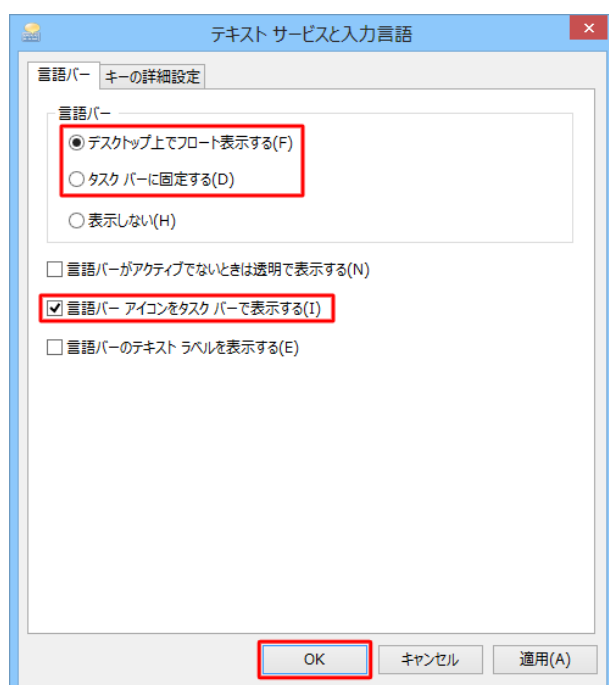 テキスト サービスと入力言語
言語バー キーの詳細設定
言語バー
デスクトップ上でフロート表示する(F)
タスク バーに固定する(D)
表示しない(H)
言語バーがアクティブでないときは透明で表示する(N)
言語バー アイコンをタスク バーで表示する(I)
言語バーのテキスト ラベルを表示する(E)
OK キャンセル 適用(A)